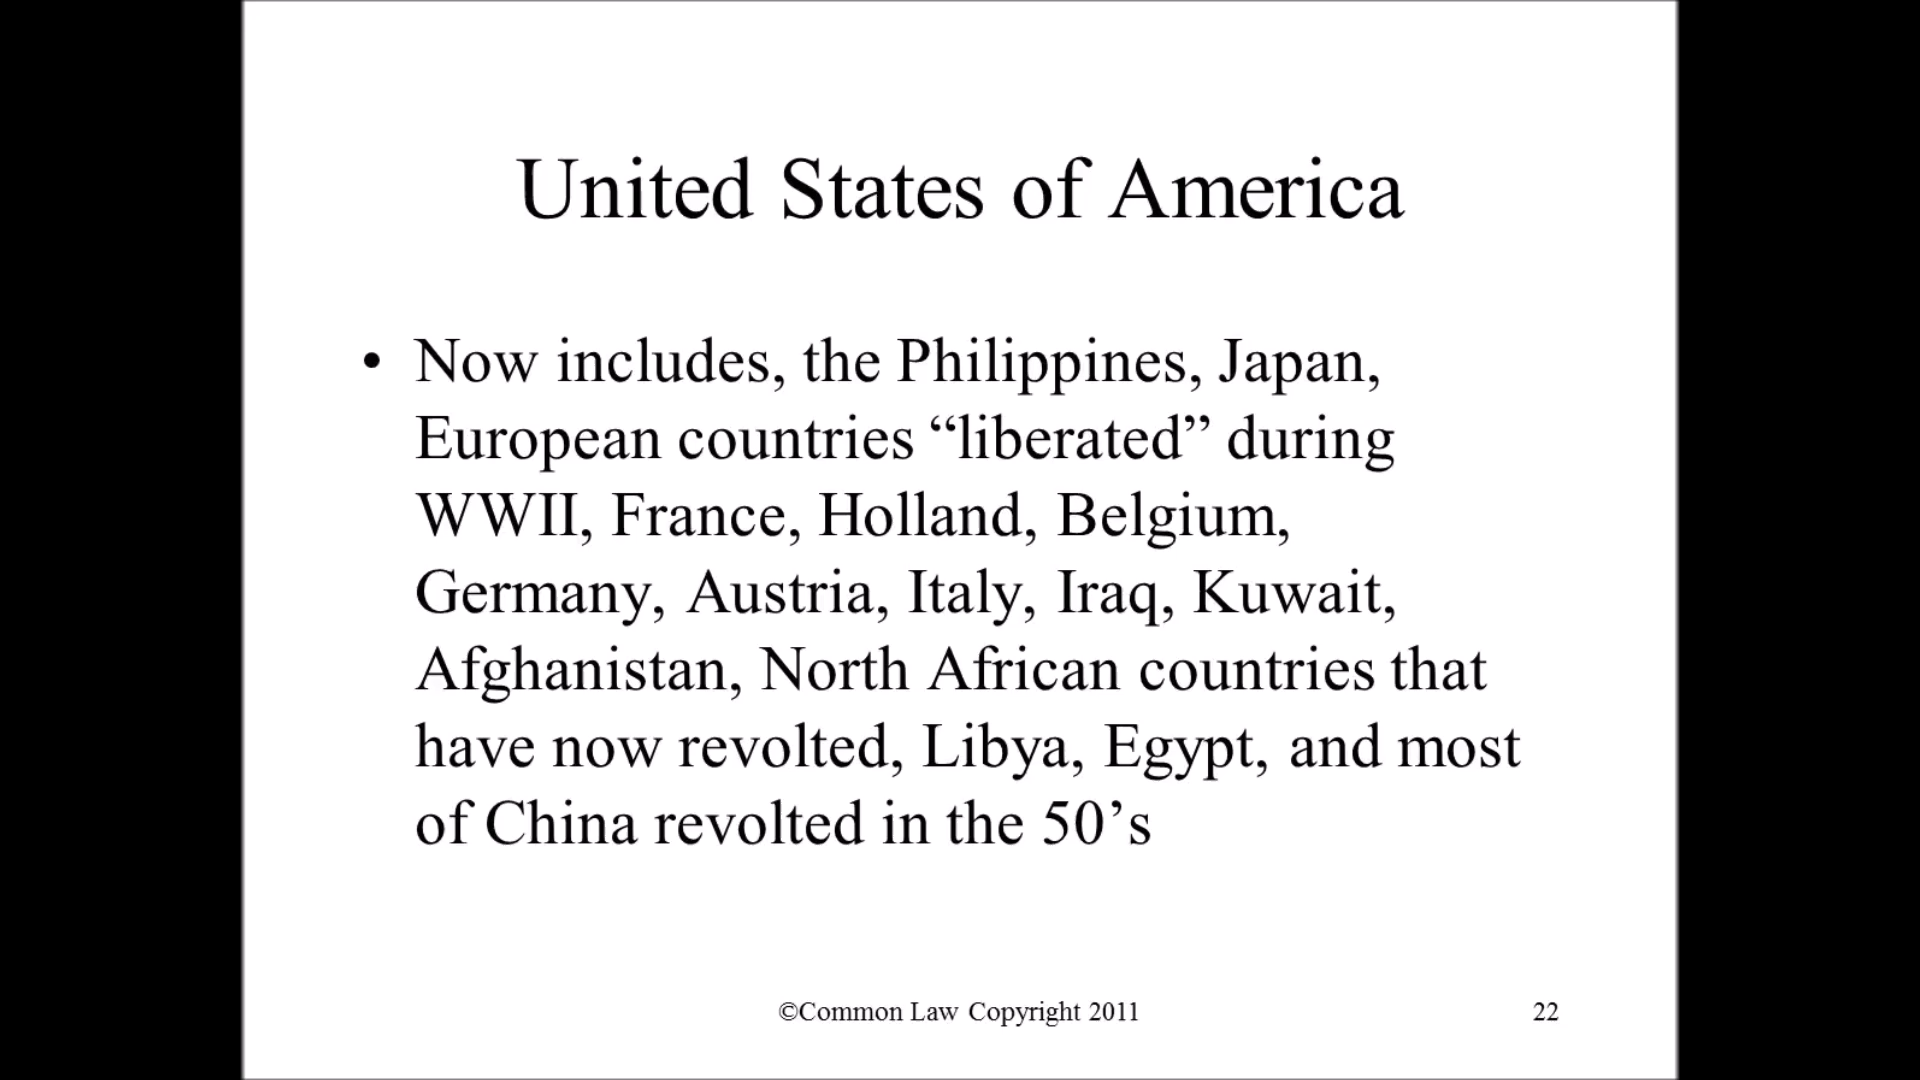 United States of America
• Now includes, the Philippines, Japan,
European countries “liberated” during
WWII, France, Holland, Belgium,
Germany, Austria, Italy, Iraq, Kuwait,
Afghanistan, North African countries that
have now revolted, Libya, Egypt, and most
of China revolted in the 50’s
©Common Law Copyright 2011
22